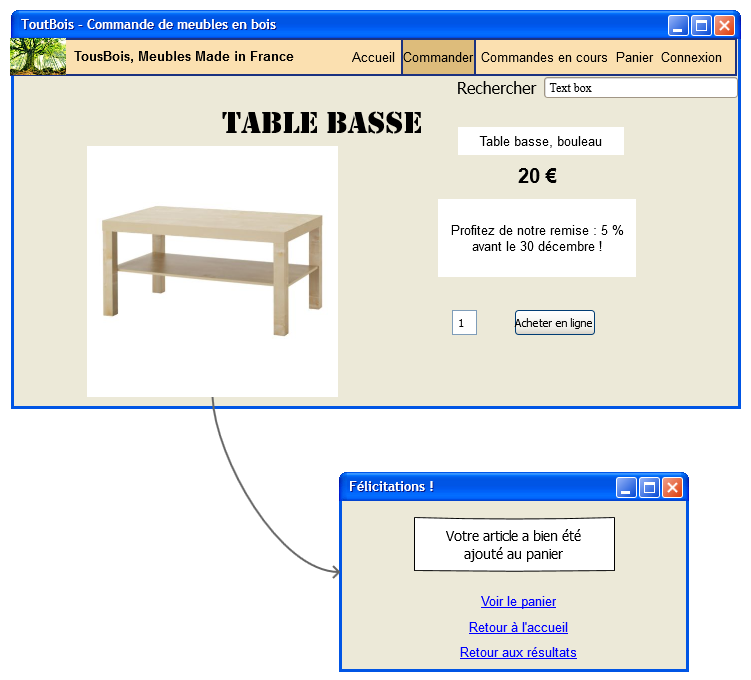 ToutBois - Commande de meubles en bois
TousBois, Meubles Made in France
Accueil
Commander
Commandes en cours
Panier
Connexion
Rechercher
Text box
TABLE BASSE
Table basse, bouleau
20 €
Profitez de notre remise : 5 %
avant le 30 décembre !
1
Acheter en ligne
Félicitations !
Votre article a bien été
ajouté au panier
Voir le panier
Retour à l'accueil
Retour aux résultats